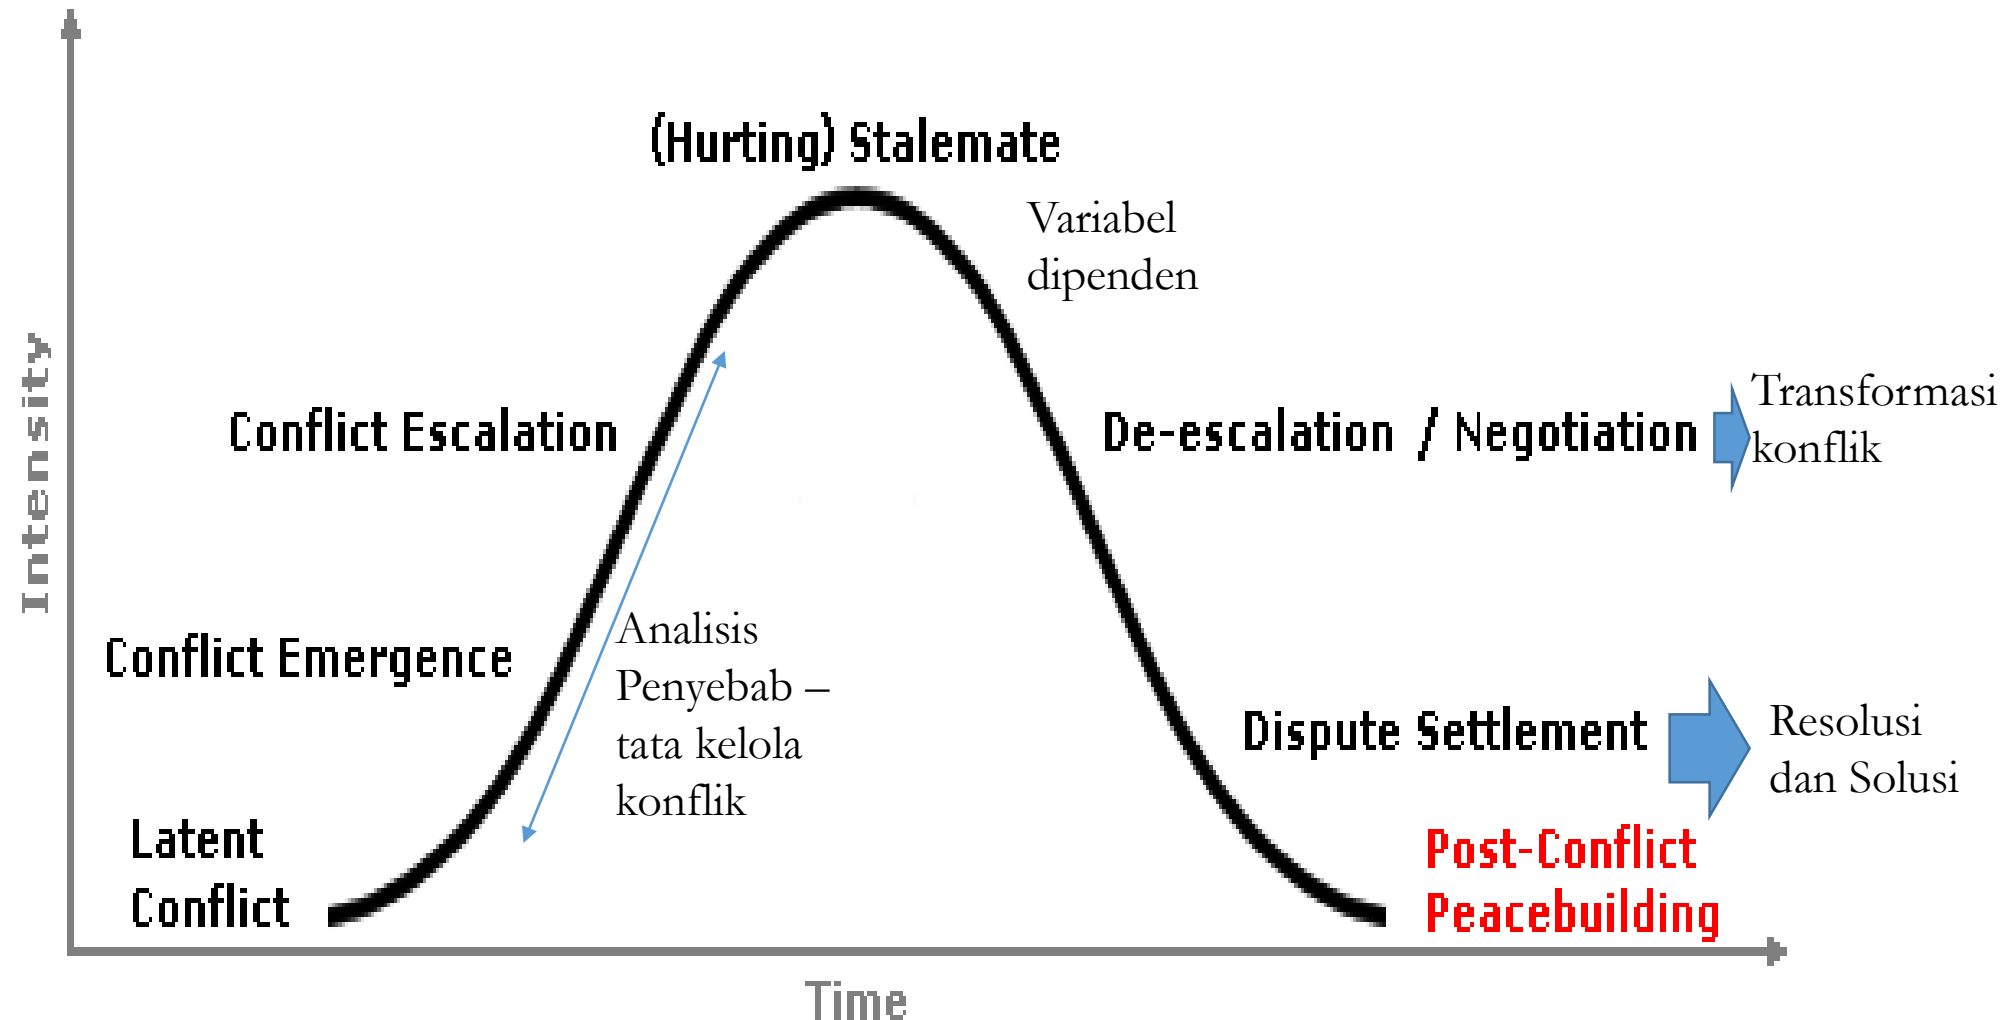 (Hurting) Stalemate
Variabel
dipenden
Intensity
Conflict Escalation
De-escalation / Negotiation
Transformasi
konflik
Conflict Emergence
Analisis
Penyebab –
tata kelola
konflik
Dispute Settlement
Resolusi
dan Solusi
Latent
Conflict
Post-Conflict
Peacebuilding
Time